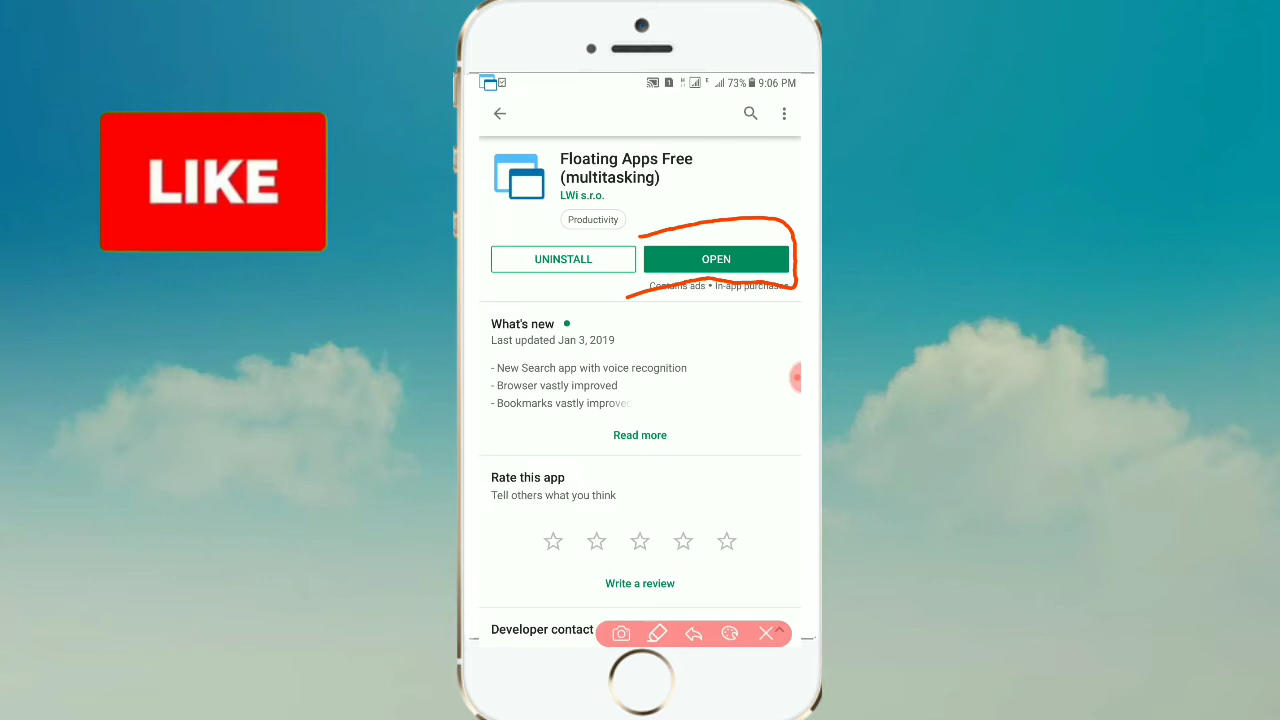 LIKE
73% 9:06 PM
Floating Apps Free
(multitasking)
LWi s.r.o.
Productivity
UNINSTALL
OPEN
Contains ads • In-app purchases
What's new
Last updated Jan 3, 2019
- New Search app with voice recognition
- Browser vastly improved
- Bookmarks vastly improved
Read more
Rate this app
Tell others what you think
Write a review
Developer contact